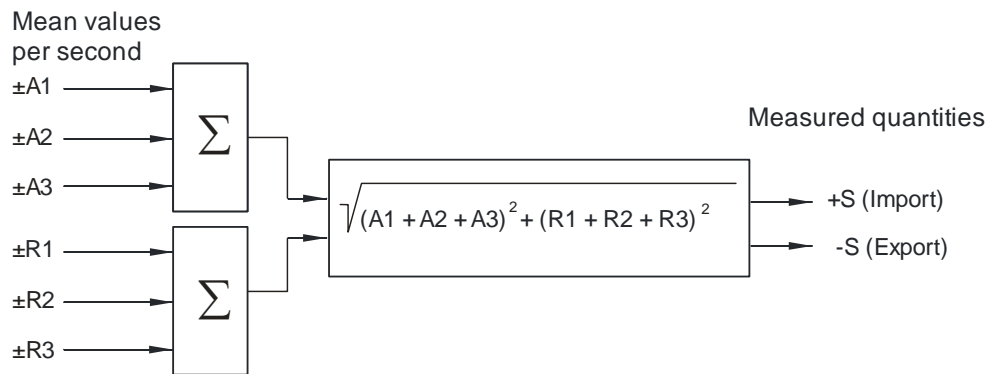 Mean values
per second
±A1
±A2
±A3
Σ
±R1
±R2
±R3
Σ
√(A1 + A2 + A3)² + (R1 + R2 + R3)²
Measured quantities
+S (Import)
-S (Export)